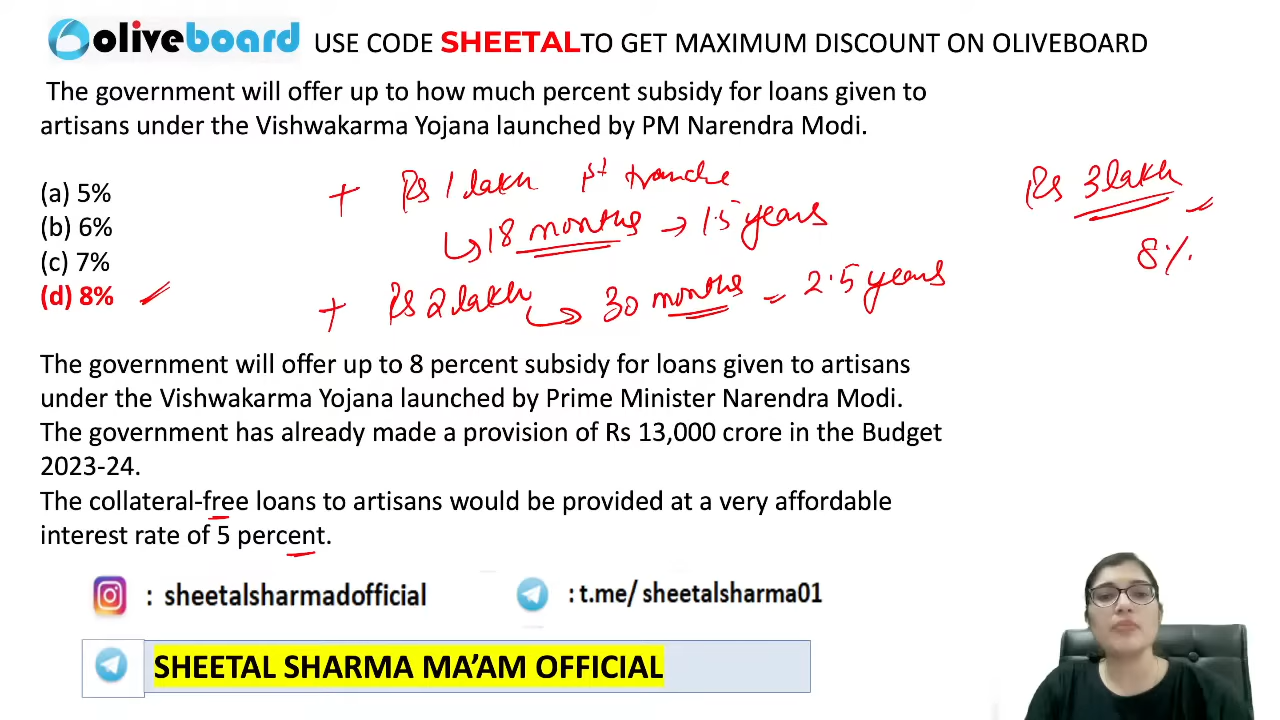 oliveboard USE CODE SHEETAL TO GET MAXIMUM DISCOUNT ON OLIVEBOARD
The government will offer up to how much percent subsidy for loans given to
artisans under the Vishwakarma Yojana launched by PM Narendra Modi.
(a) 5%
(b) 6%
(c) 7%
(d) 8%
+ Rs 1 lakh 1st tranche
↳ 18 months → 1.5 years
+ Rs 2 lakh ↳ 30 months = 2.5 years
Rs 3 lakh
8%
The government will offer up to 8 percent subsidy for loans given to artisans
under the Vishwakarma Yojana launched by Prime Minister Narendra Modi.
The government has already made a provision of Rs 13,000 crore in the Budget
2023-24.
The collateral-free loans to artisans would be provided at a very affordable
interest rate of 5 percent.
: sheetalsharmadofficial
: t.me/ sheetalsharma01
SHEETAL SHARMA MA’AM OFFICIAL